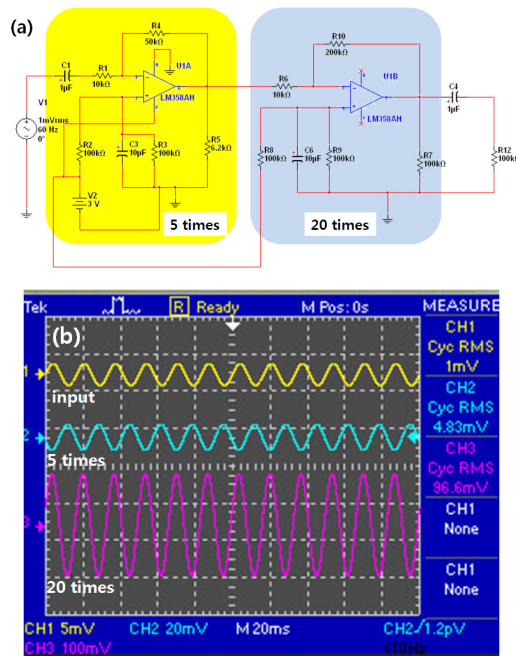 (a)
R4
50kΩ
C1
1μF
R1
10kΩ
U1A
LM358AH
V1
1mVrms
60 Hz
0°
R2
100kΩ
C3
10μF
R3
100kΩ
R5
6.2kΩ
V2
3 V
5 times
R10
200kΩ
R6
10kΩ
U1B
LM358AH
C4
1μF
R8
100kΩ
C6
10μF
R9
100kΩ
R7
100kΩ
R12
100kΩ
20 times
(b)
Tek
R Ready
M Pos: 0s
MEASURE
CH1
Cyc RMS
1mV
CH2
Cyc RMS
4.83mV
CH3
Cyc RMS
96.6mV
CH1
None
CH1
None
1
input
2
5 times
3
20 times
CH1 5mV
CH2 20mV
M 20ms
CH2 / 1.2pV
CH3 100mV
<10Hz